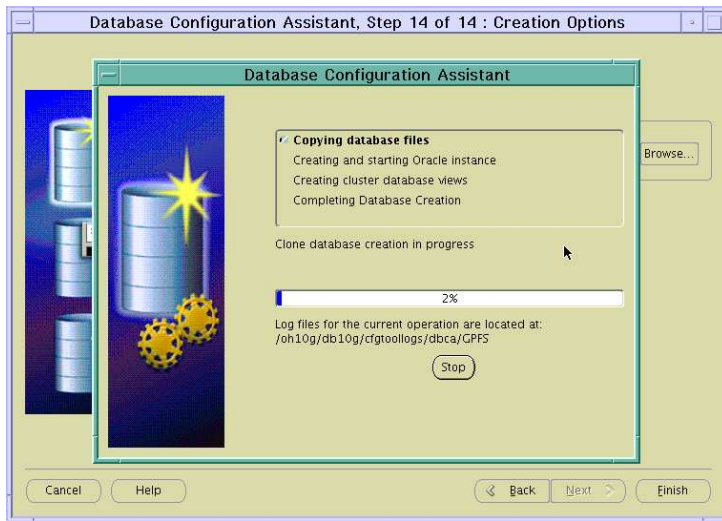 Database Configuration Assistant, Step 14 of 14 : Creation Options
Database Configuration Assistant
Copying database files
Creating and starting Oracle instance
Creating cluster database views
Completing Database Creation
Browse...
Clone database creation in progress
2%
Log files for the current operation are located at:
/oh10g/db10g/cfgtoollogs/dbca/GPFS
Stop
Cancel
Help
Back
Next
Finish